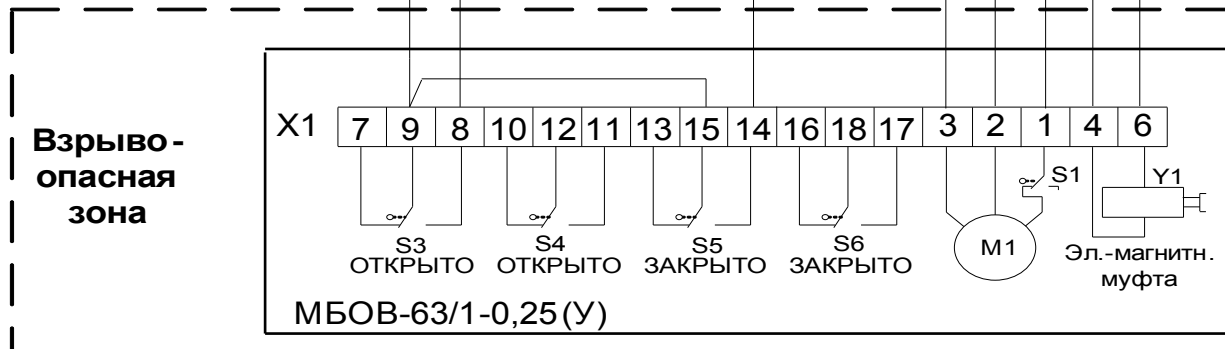 Взрыво-
опасная
зона
X1 7 9 8 10 12 11 13 15 14 16 18 17 3 2 1 4 6
S1 Y1
S3 S4 S5 S6 M1
ОТКРЫТО ОТКРЫТО ЗАКРЫТО ЗАКРЫТО
Эл.-магнитн.
муфта
МБОВ-63/1-0,25(У)